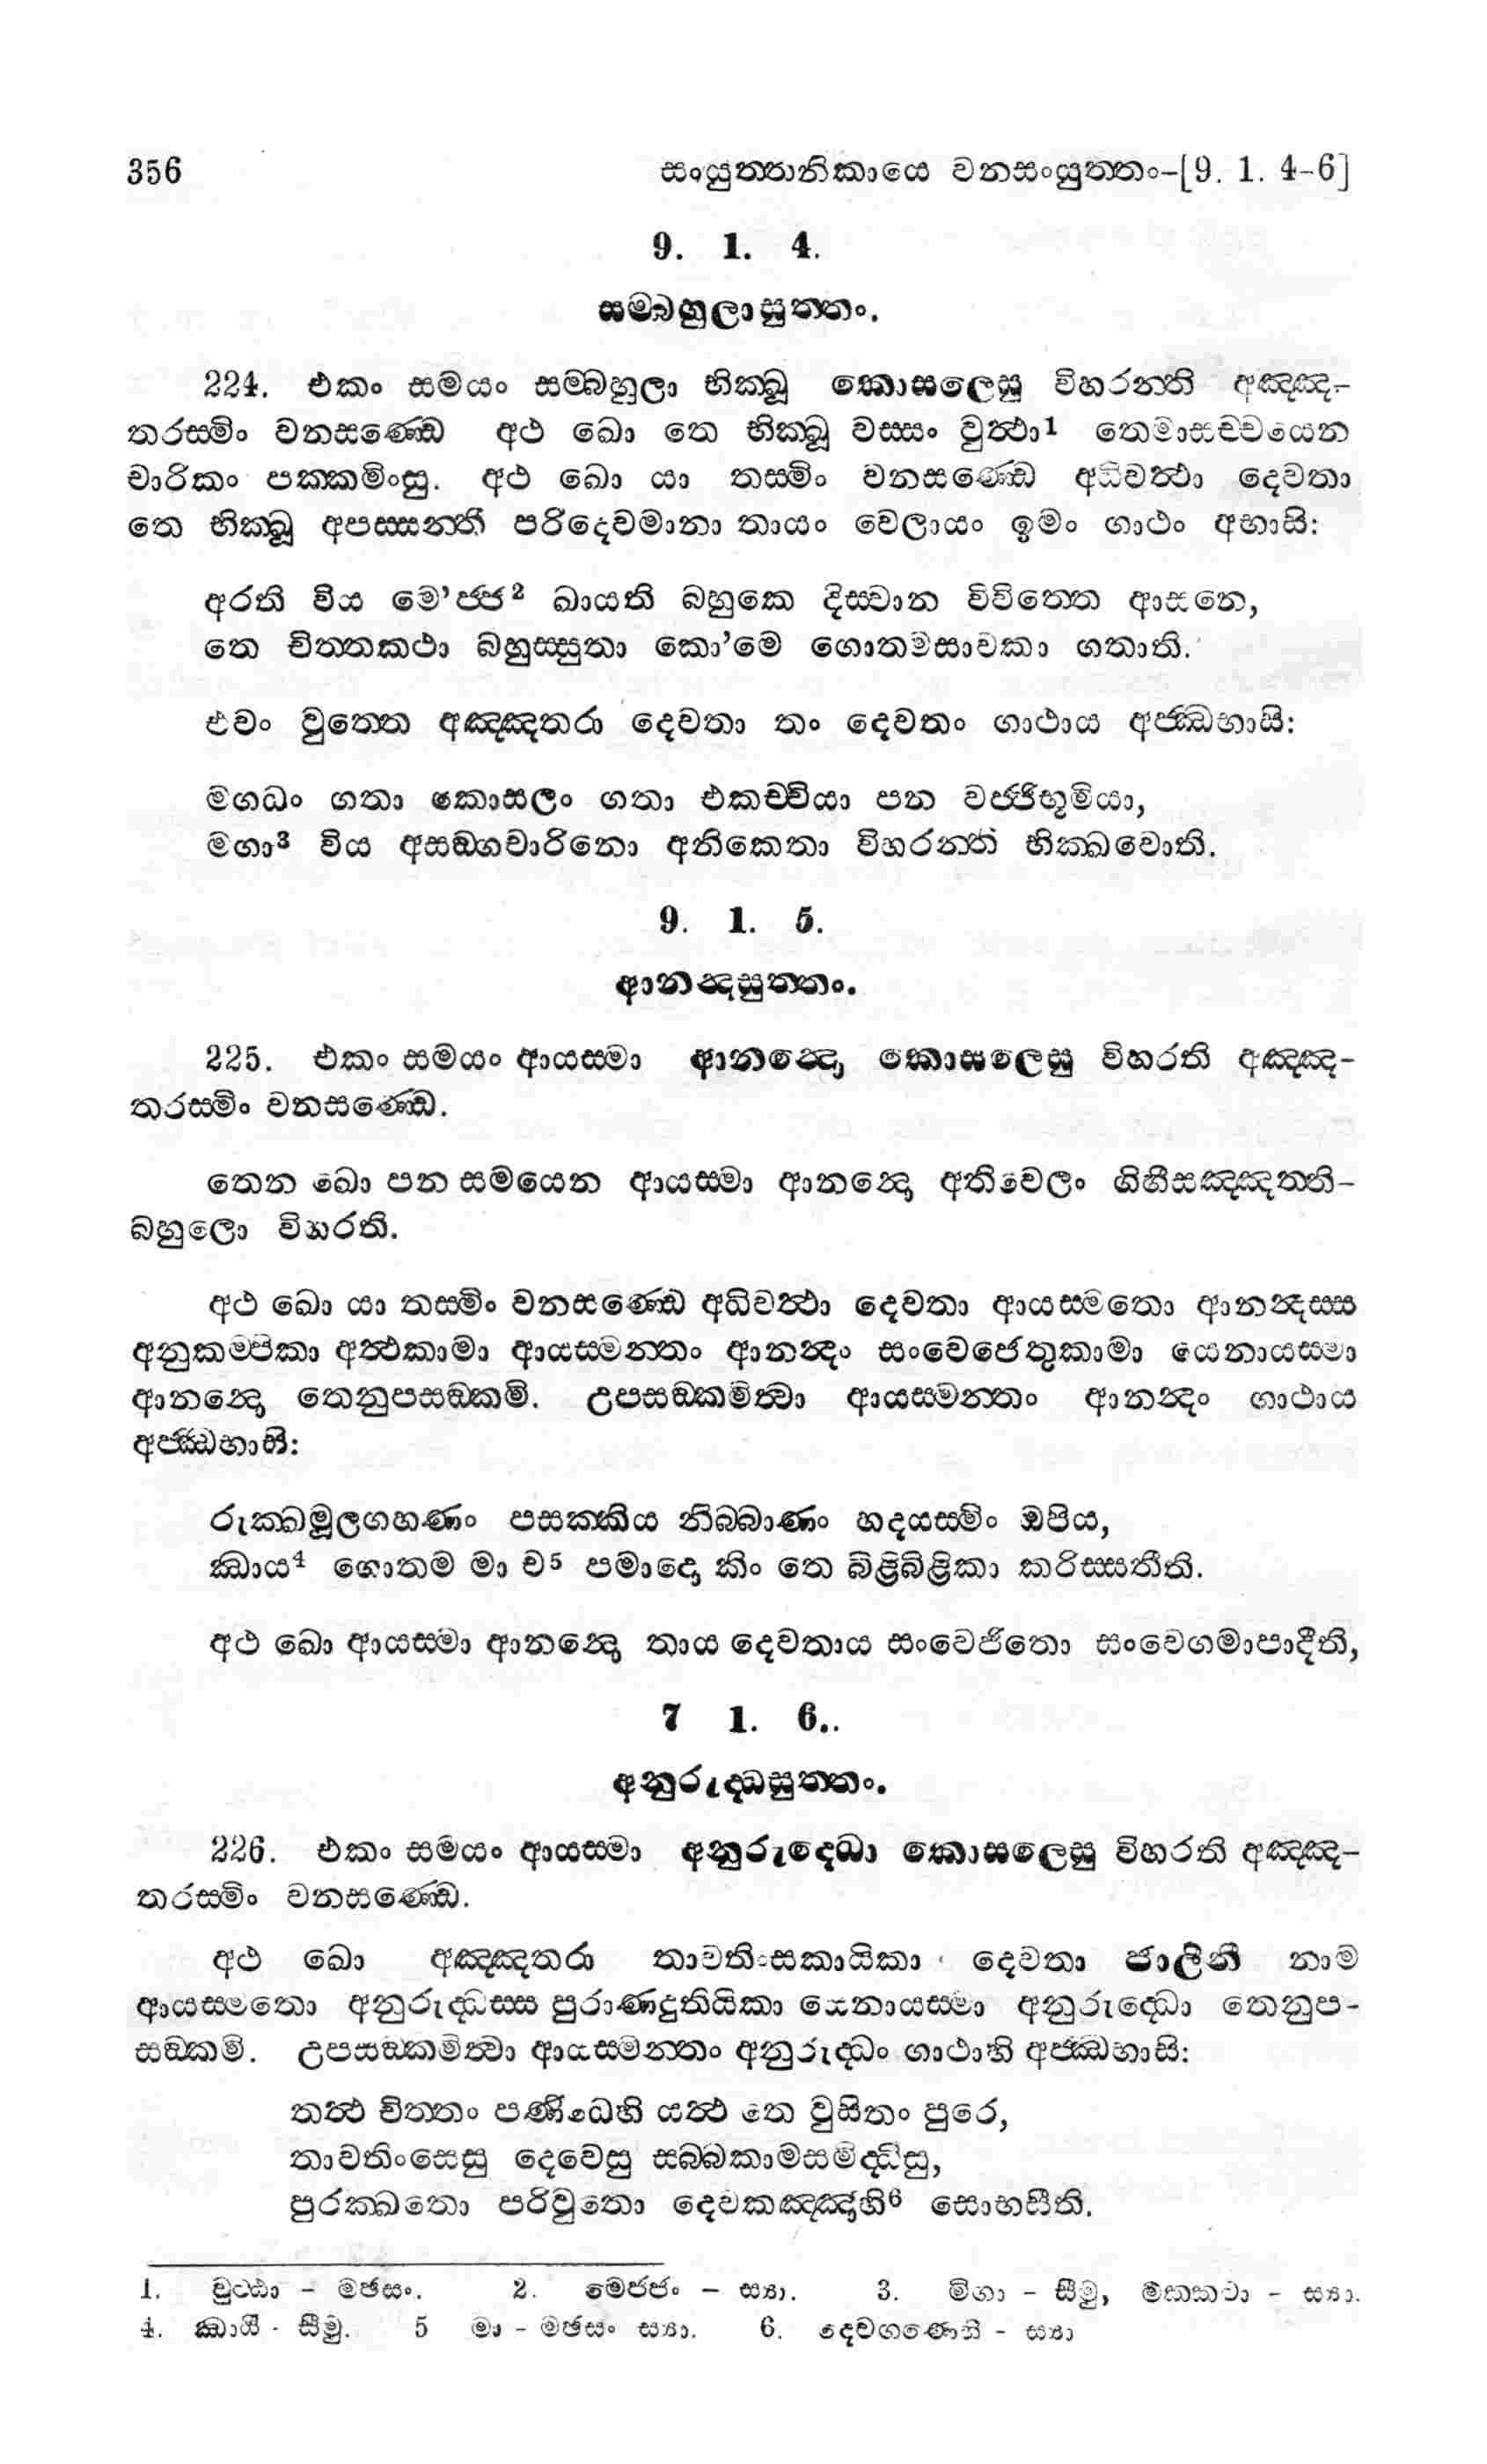 356 සංයුත්තනිකායෙ වනසංයුත්තං-[9. 1. 4-6]
9. 1. 4.
සම්බහුලාසුත්තං.
224. එකං සමයං සම්බහුලා භික්ඛූ කොසලෙසු විහරන්ති අඤ්ඤ-
තරස්මිං වනසණ්ඩෙ අථ ඛො තෙ භික්ඛූ වස්සං වුත්ථා1 තෙමාසච්චයෙන
චාරිකං පක්කමිංසු. අථ ඛො යා තස්මිං වනසණ්ඩෙ අධිවත්ථා දෙවතා
තෙ භික්ඛූ අපස්සන්තී පරිදෙවමානා තායං වෙලායං ඉමං ගාථං අභාසි:
අරති විය මෙ'ජ්ජ2 ඛායති බහුකෙ දිස්වාන විවිත්තෙ ආසනෙ,
තෙ චිත්තකථා බහුස්සුතා කො'මෙ ගොතමසාවකා ගතාති.
එවං වුත්තෙ අඤ්ඤතරා දෙවතා තං දෙවතං ගාථාය අජ්ඣභාසි:
මගධං ගතා කොසලං ගතා එකච්චියා පන වජ්ජිභූමියා,
මගා3 විය අසඞ්ගචාරිනො අනිකෙතා විහරන්ති භික්ඛවොති.
9. 1. 5.
ආනන්දසුත්තං.
225. එකං සමයං ආයස්මා ආනන්දො කොසලෙසු විහරති අඤ්ඤ-
තරස්මිං වනසණ්ඩෙ.
තෙන ඛො පන සමයෙන ආයස්මා ආනන්දො අතිවෙලං ගිහීසඤ්ඤත්ති-
බහුලො විහරති.
අථ ඛො යා තස්මිං වනසණ්ඩෙ අධිවත්ථා දෙවතා ආයස්මතො ආනන්දස්ස
අනුකම්පිකා අත්ථකාමා ආයස්මන්තං ආනන්දං සංවෙජෙතුකාමා යෙනායස්මා
ආනන්දො තෙනුපසඞ්කමි. උපසඞ්කමිත්වා ආයස්මන්තං ආනන්දං ගාථාය
අජ්ඣභාසි:
රුක්ඛමූලගහණං පසක්කිය නිබ්බාණං හදයස්මිං ඔපිය,
ඣාය4 ගොතම මා ච5 පමාදො කිං තෙ බිළිබිළිකා කරිස්සතීති.
අථ ඛො ආයස්මා ආනන්දො තාය දෙවතාය සංවෙජිතො සංවෙගමාපාදීති,
7 1. 6..
අනුරුද්ධසුත්තං.
226. එකං සමයං ආයස්මා අනුරුද්ධො කොසලෙසු විහරති අඤ්ඤ-
තරස්මිං වනසණ්ඩෙ.
අථ ඛො අඤ්ඤතරා තාවතිංසකායිකා දෙවතා ජාලිනී නාම
ආයස්මතො අනුරුද්ධස්ස පුරාණදුතියිකා යෙනායස්මා අනුරුද්ධො තෙනුප-
සඞ්කමි. උපසඞ්කමිත්වා ආයස්මන්තං අනුරුද්ධං ගාථාහි අජ්ඣභාසි:
තත්ථ චිත්තං පණිධෙහි යත්ථ තෙ වුසිතං පුරෙ,
තාවතිංසෙසු දෙවෙසු සබ්බකාමසමිද්ධිසු,
පුරක්ඛතො පරිවුතො දෙවකඤ්ඤාහි6 සොභසීති.
1. වුට්ඨා - මඡසං. 2. මෙජ්ජං - ස්‍යා. 3. මිගා - සීමු, මක්කටා - ස්‍යා.
4. ඣායී - සීමු. 5 මා - මඡසං ස්‍යා. 6. දෙවගණෙහි - ස්‍යා